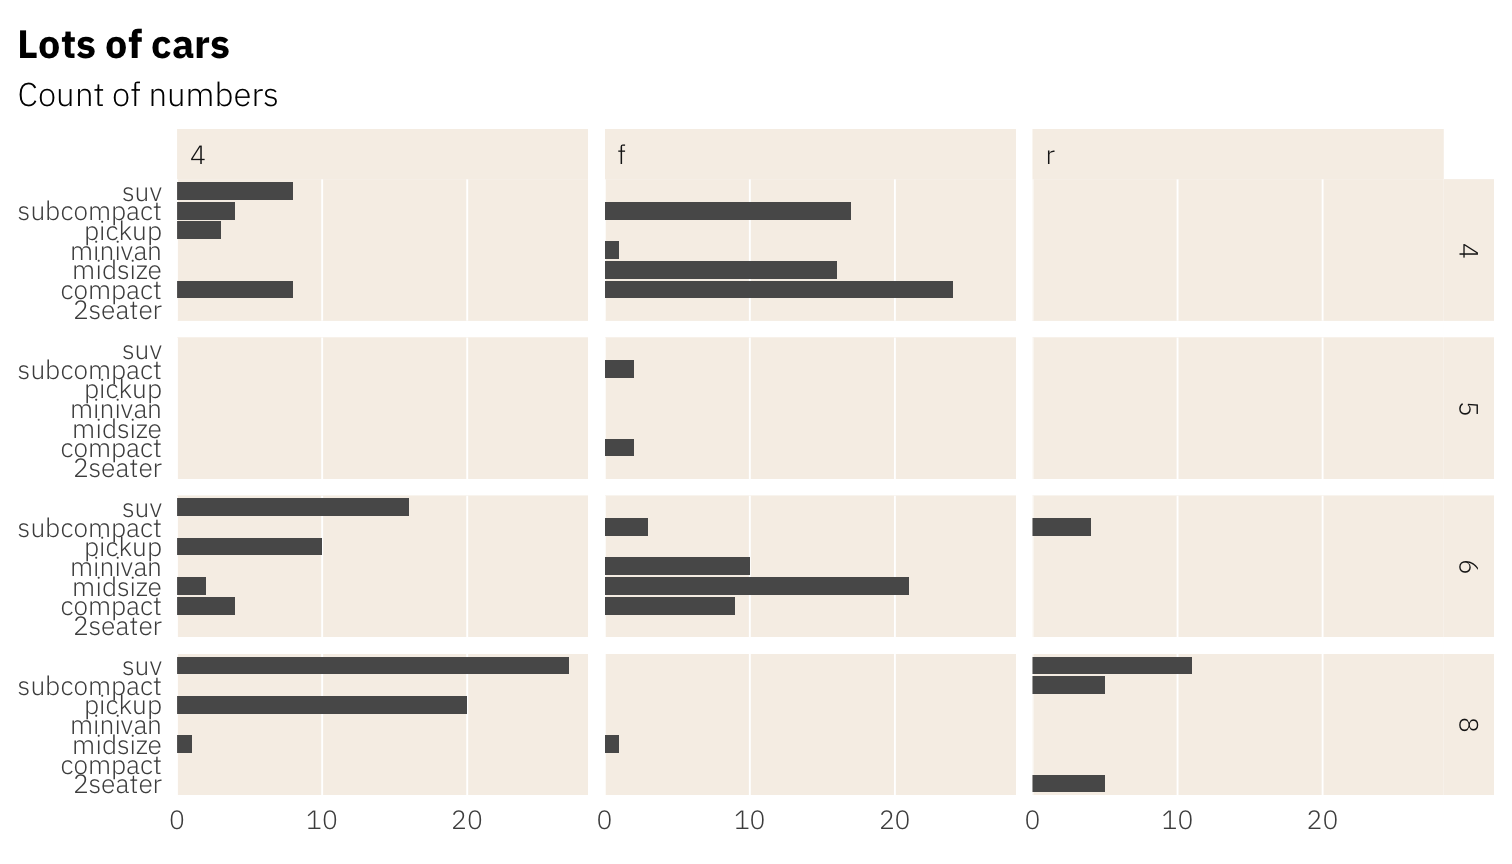 Lots of cars
Count of numbers
4
f
r
suv
subcompact
pickup
minivan
midsize
compact
2seater
4
suv
subcompact
pickup
minivan
midsize
compact
2seater
5
suv
subcompact
pickup
minivan
midsize
compact
2seater
6
suv
subcompact
pickup
minivan
midsize
compact
2seater
8
0 10 20 0 10 20 0 10 20